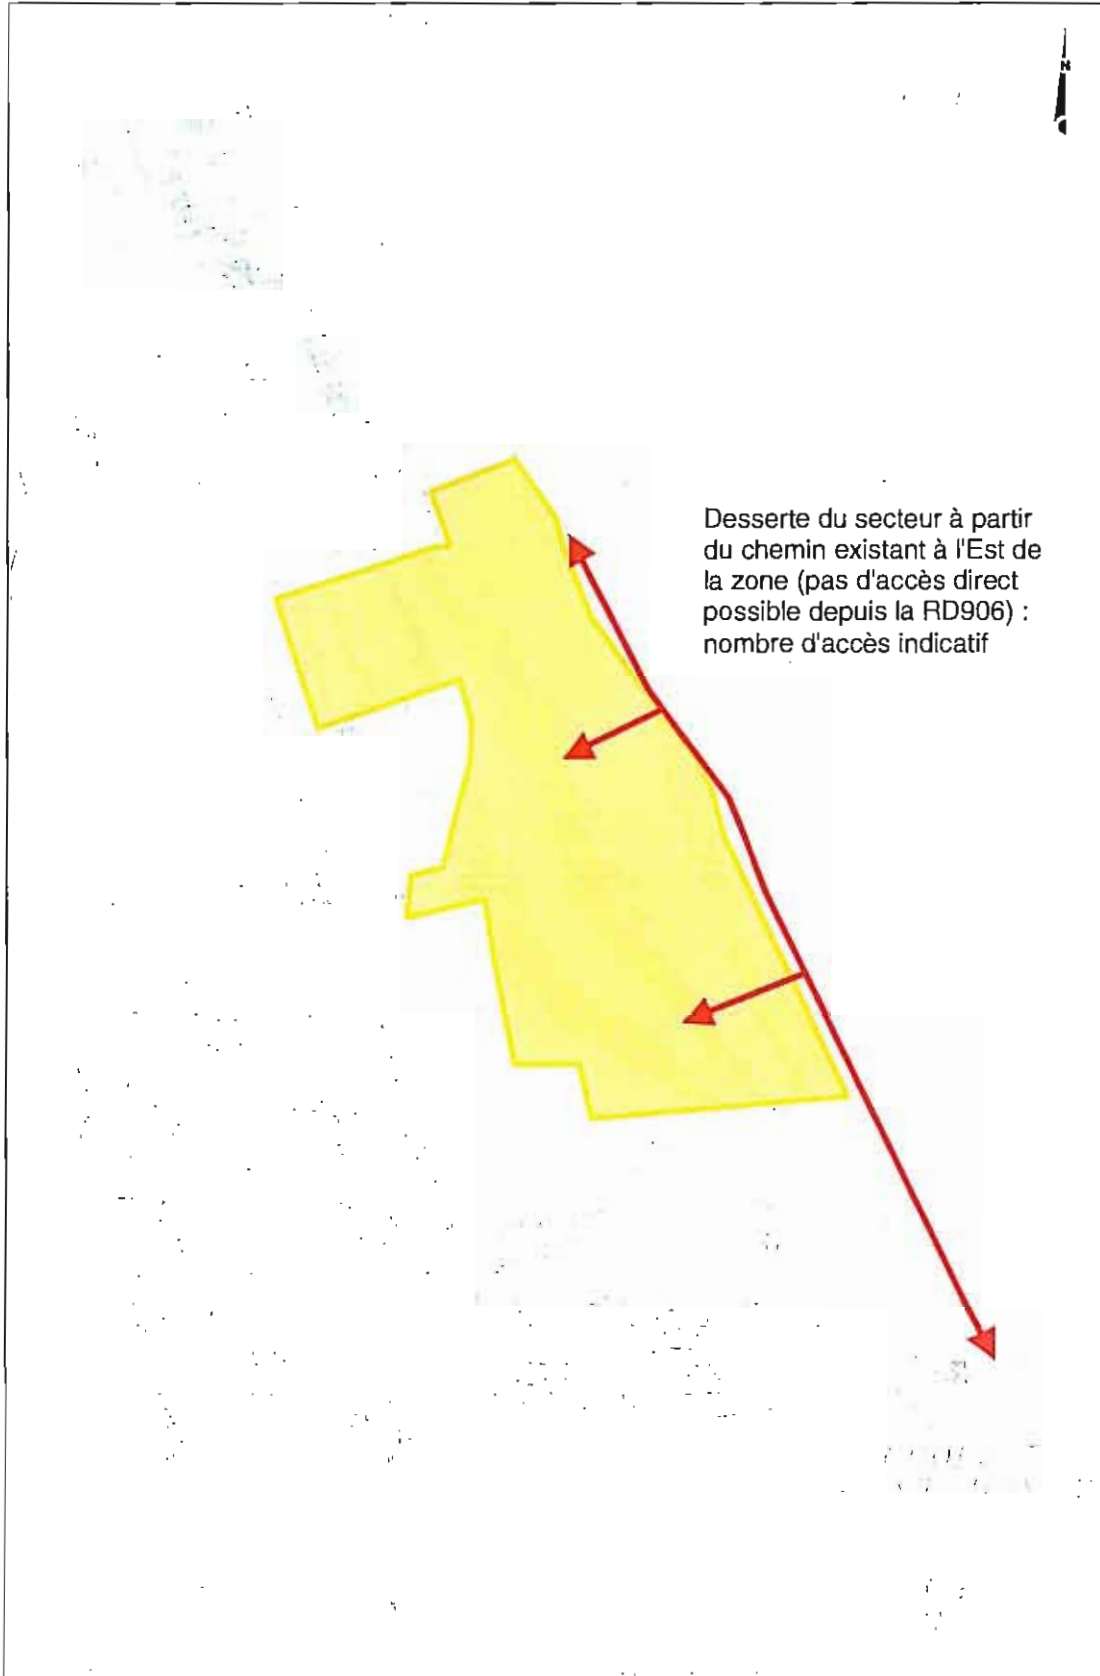 N
Desserte du secteur à partir
du chemin existant à l'Est de
la zone (pas d'accès direct
possible depuis la RD906) :
nombre d'accès indicatif